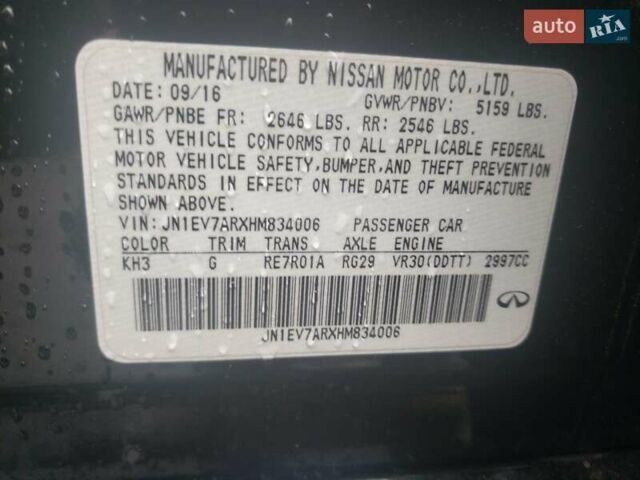 auto RIA
.com
MANUFACTURED BY NISSAN MOTOR CO.,LTD.
DATE: 09/16 GVWR/PNBV: 5159 LBS.
GAWR/PNBE FR: 2646 LBS. RR: 2546 LBS.
THIS VEHICLE CONFORMS TO ALL APPLICABLE FEDERAL
MOTOR VEHICLE SAFETY,BUMPER,AND THEFT PREVENTION
STANDARDS IN EFFECT ON THE DATE OF MANUFACTURE
SHOWN ABOVE.
VIN: JN1EV7ARXHM834006 PASSENGER CAR
COLOR TRIM TRANS AXLE ENGINE
KH3 G RE7R01A RG29 VR30(DDTT) 2997CC
JN1EV7ARXHM834006